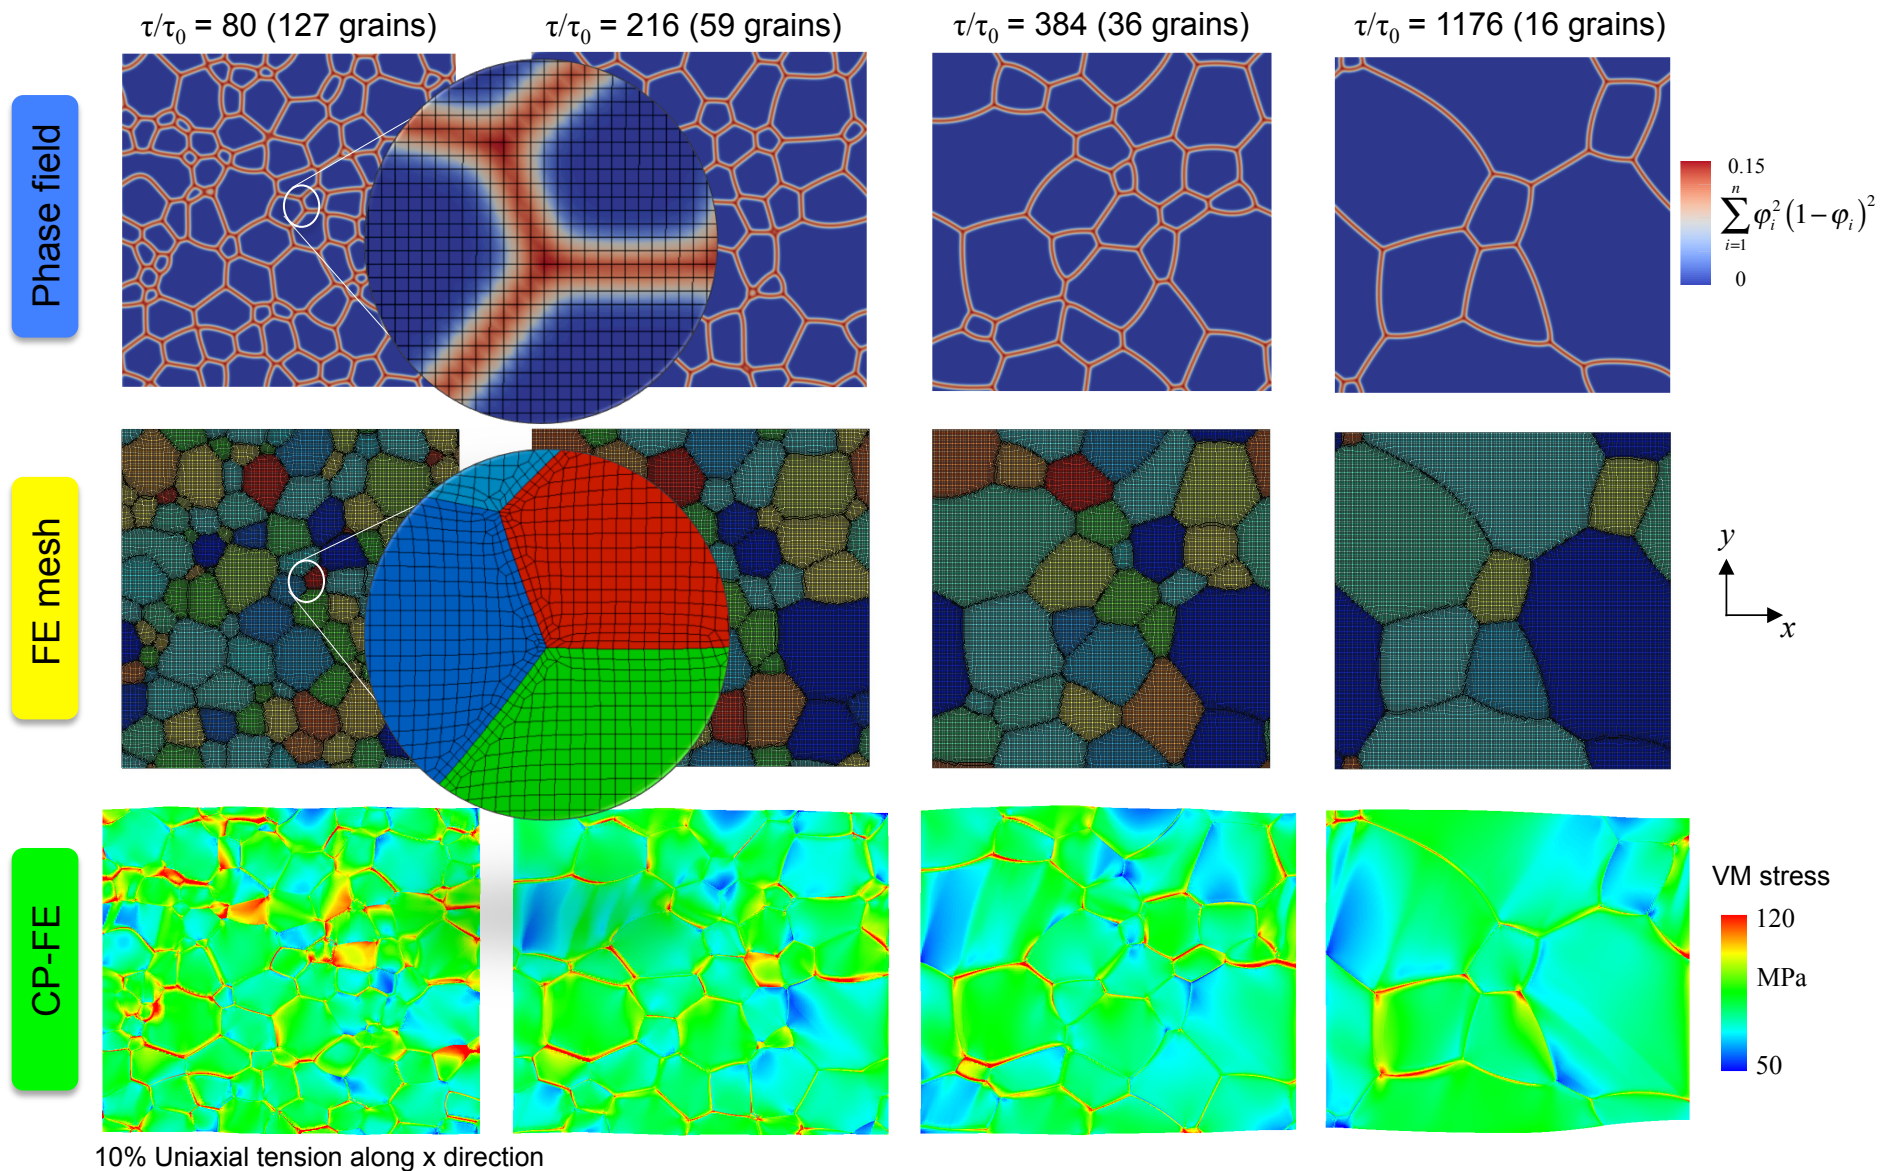 τ/τ₀ = 80 (127 grains)
τ/τ₀ = 216 (59 grains)
τ/τ₀ = 384 (36 grains)
τ/τ₀ = 1176 (16 grains)
Phase field
0.15
∑ᵢ₌₁ⁿ φᵢ²(1−φᵢ)²
0
FE mesh
y
x
CP-FE
VM stress
120
MPa
50
10% Uniaxial tension along x direction